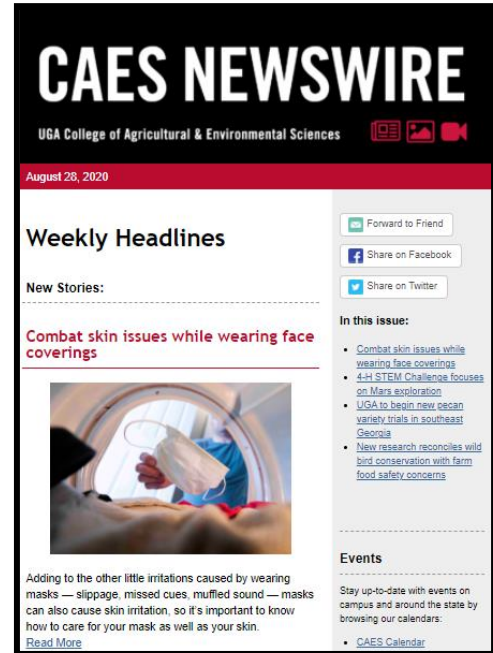 CAES NEWSWIRE
UGA College of Agricultural & Environmental Sciences
August 28, 2020
Weekly Headlines
New Stories:
Combat skin issues while wearing face
coverings
Adding to the other little irritations caused by wearing
masks — slippage, missed cues, muffled sound — masks
can also cause skin irritation, so it's important to know
how to care for your mask as well as your skin.
Read More
Forward to Friend
Share on Facebook
Share on Twitter
In this issue:
• Combat skin issues while
wearing face coverings
• 4-H STEM Challenge focuses
on Mars exploration
• UGA to begin new pecan
variety trials in southeast
Georgia
• New research reconciles wild
bird conservation with farm
food safety concerns
Events
Stay up-to-date with events on
campus and around the state by
browsing our calendars:
• CAES Calendar